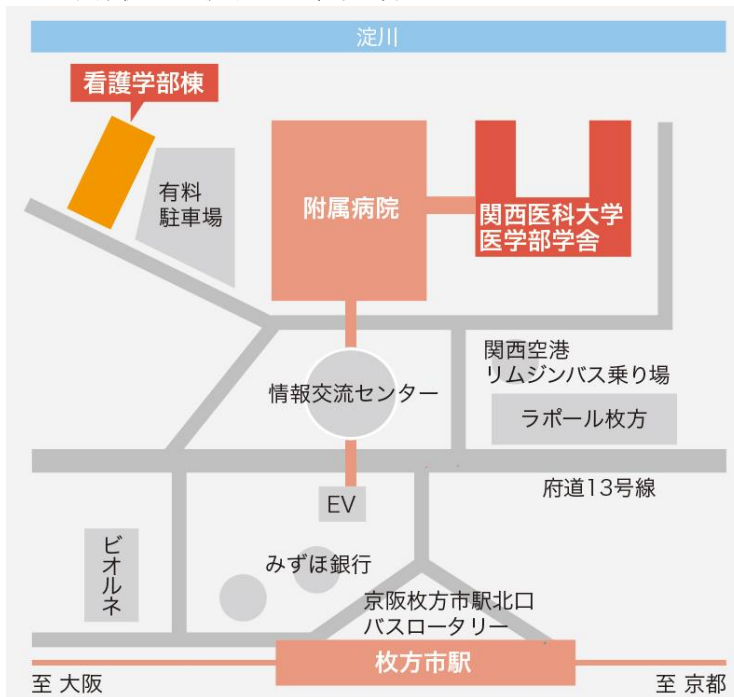 淀川
看護学部棟
有料
駐車場
附属病院
関西医科大学
医学部学舎
関西空港
リムジンバス乗り場
情報交流センター
ラポール枚方
府道13号線
EV
ビオルネ
みずほ銀行
京阪枚方市駅北口
バスロータリー
枚方市駅
至 大阪
至 京都